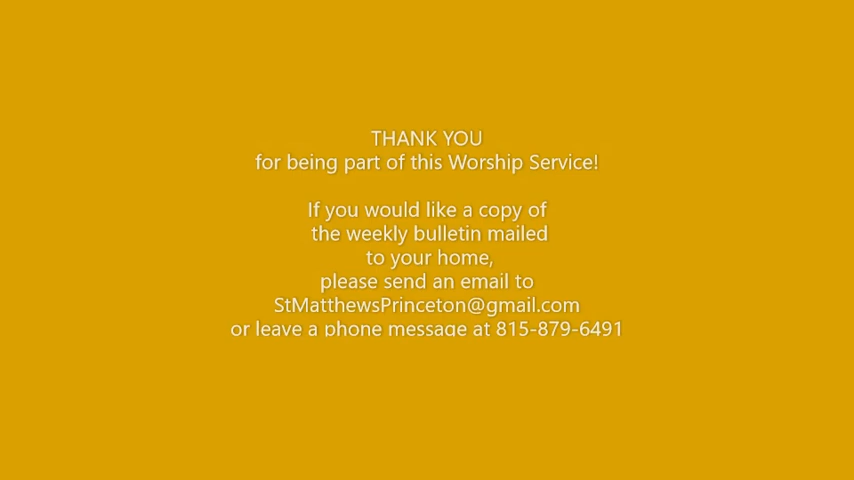 THANK YOU
for being part of this Worship Service!
If you would like a copy of
the weekly bulletin mailed
to your home,
please send an email to
StMatthewsPrinceton@gmail.com
or leave a phone message at 815-879-6491